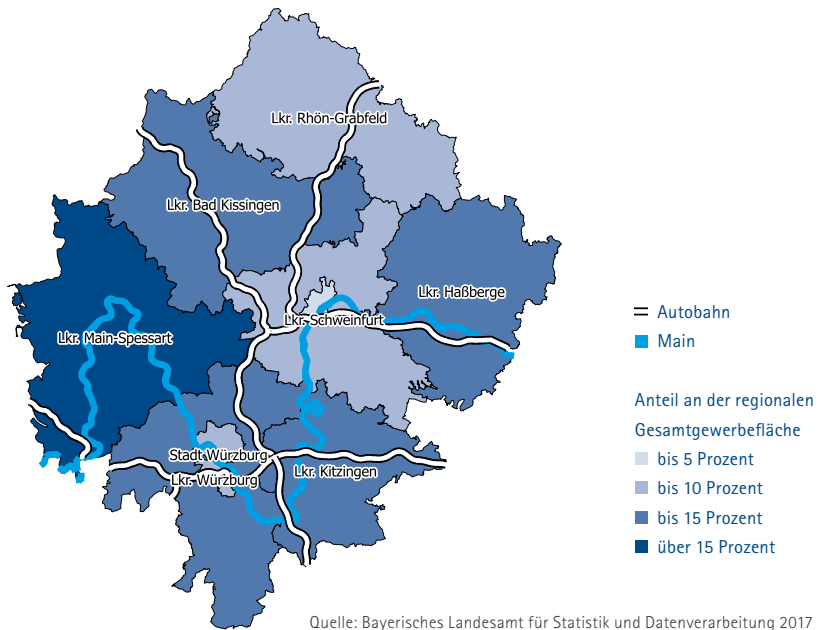 Lkr. Rhön-Grabfeld
Lkr. Bad Kissingen
Lkr. Haßberge
Lkr. Schweinfurt
Lkr. Main-Spessart
Stadt Würzburg
Lkr. Würzburg
Lkr. Kitzingen
Autobahn
Main
Anteil an der regionalen
Gesamtgewerbefläche
bis 5 Prozent
bis 10 Prozent
bis 15 Prozent
über 15 Prozent
Quelle: Bayerisches Landesamt für Statistik und Datenverarbeitung 2017